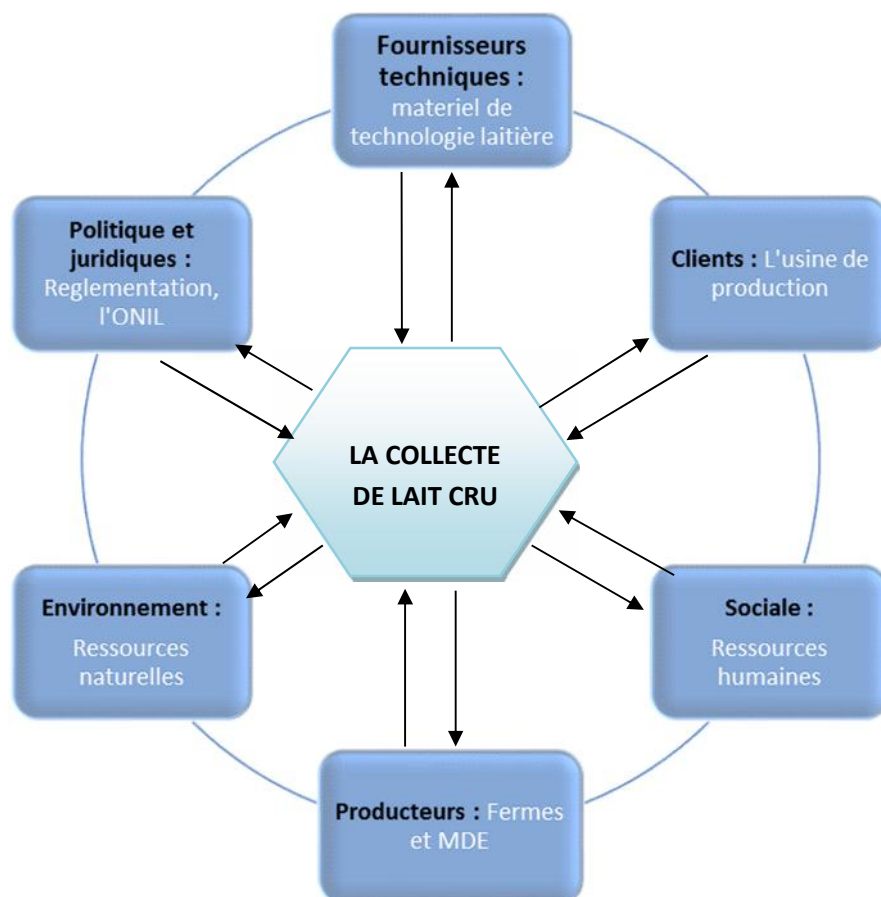 Fournisseurs
techniques :
materiel de
technologie laitière
Politique et
juridiques :
Reglementation,
l'ONIL
Clients : L'usine de
production
LA COLLECTE
DE LAIT CRU
Environnement :
Ressources
naturelles
Sociale :
Ressources
humaines
Producteurs : Fermes
et MDE